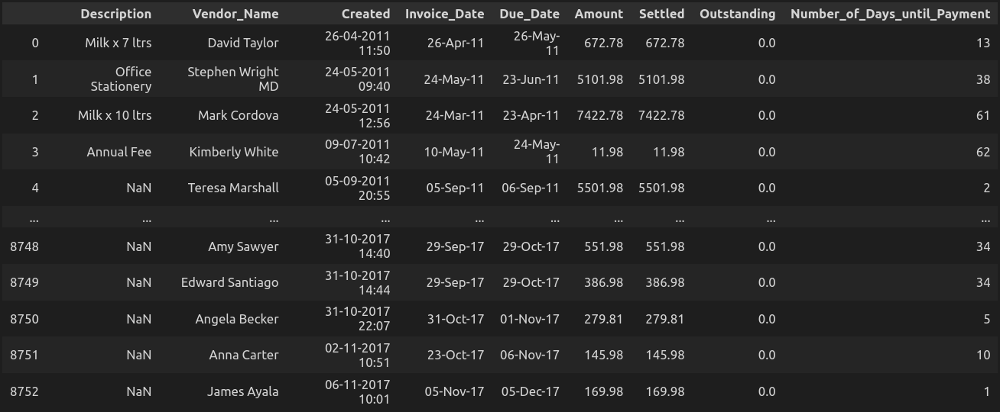 Description Vendor_Name Created Invoice_Date Due_Date Amount Settled Outstanding Number_of_Days_until_Payment
0 Milk x 7 ltrs David Taylor 26-04-2011 11:50 26-Apr-11 26-May-11 672.78 672.78 0.0 13
1 Office Stationery Stephen Wright MD 24-05-2011 09:40 24-May-11 23-Jun-11 5101.98 5101.98 0.0 38
2 Milk x 10 ltrs Mark Cordova 24-05-2011 12:56 24-Mar-11 23-Apr-11 7422.78 7422.78 0.0 61
3 Annual Fee Kimberly White 09-07-2011 10:42 10-May-11 24-May-11 11.98 11.98 0.0 62
4 NaN Teresa Marshall 05-09-2011 20:55 05-Sep-11 06-Sep-11 5501.98 5501.98 0.0 2
... ... ... ... ... ... ... ... ... ...
8748 NaN Amy Sawyer 31-10-2017 14:40 29-Sep-17 29-Oct-17 551.98 551.98 0.0 34
8749 NaN Edward Santiago 31-10-2017 14:44 29-Sep-17 29-Oct-17 386.98 386.98 0.0 34
8750 NaN Angela Becker 31-10-2017 22:07 31-Oct-17 01-Nov-17 279.81 279.81 0.0 5
8751 NaN Anna Carter 02-11-2017 10:51 23-Oct-17 06-Nov-17 145.98 145.98 0.0 10
8752 NaN James Ayala 06-11-2017 10:01 05-Nov-17 05-Dec-17 169.98 169.98 0.0 1